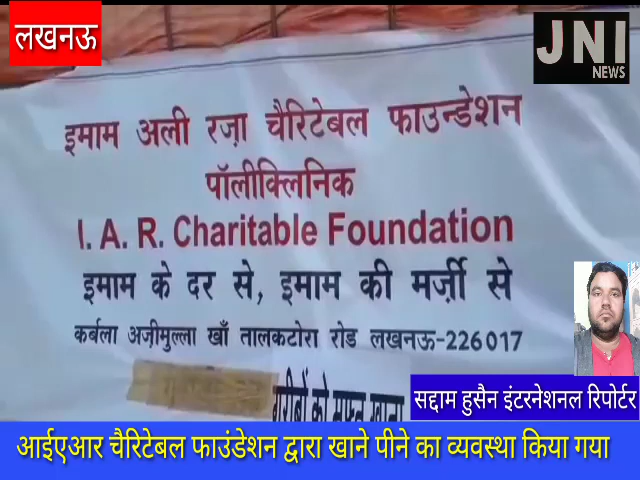 लखनऊ
JNI
NEWS
इमाम अली रज़ा चैरिटेबल फाउन्डेशन
पॉलीक्लिनिक
I. A. R. Charitable Foundation
इमाम के दर से, इमाम की मर्ज़ी से
कर्बला अज़ीमुल्ला खाँ तालकटोरा रोड लखनऊ-226017
गरीबों को मुफ्त खाना
सद्दाम हुसैन इंटरनेशनल रिपोर्टर
आईएआर चैरिटेबल फाउंडेशन द्वारा खाने पीने का व्यवस्था किया गया